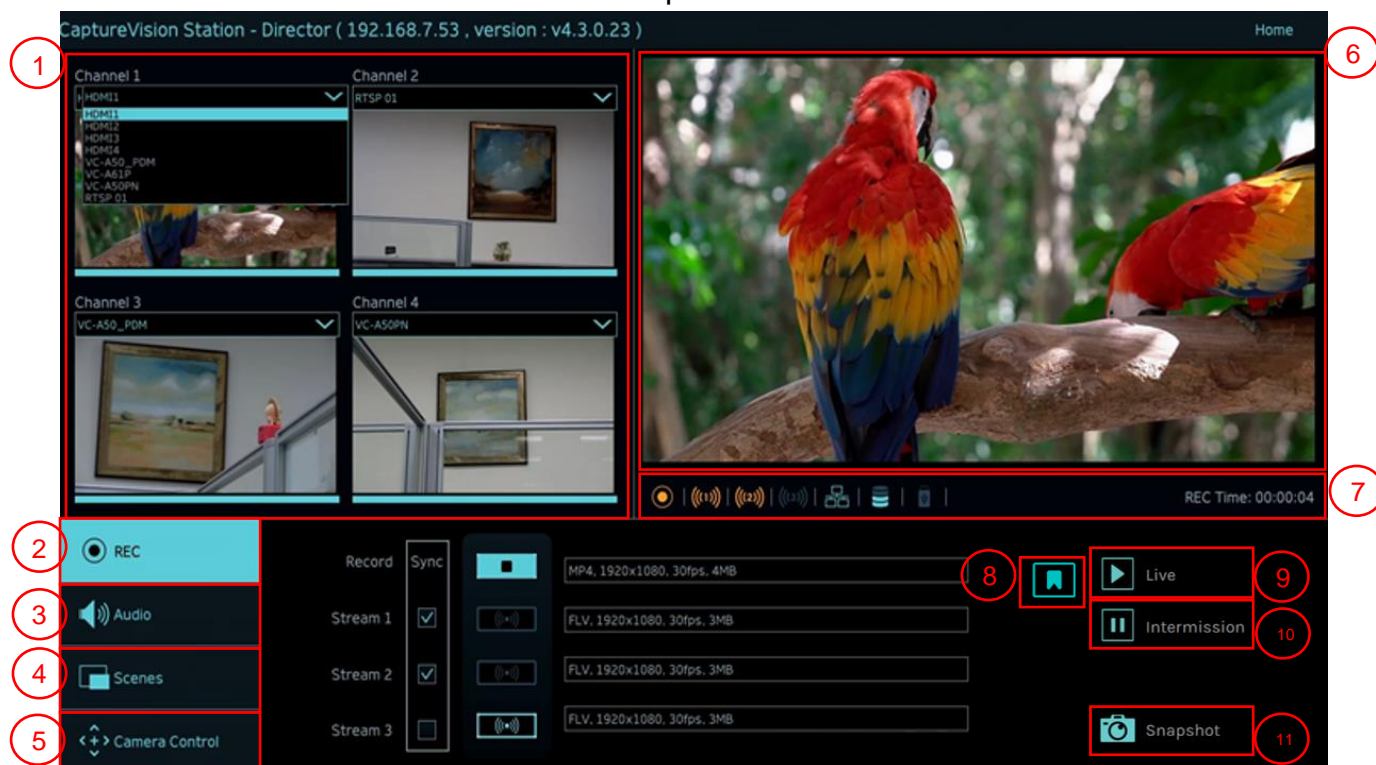 CaptureVision Station - Director ( 192.168.7.53 , version : v4.3.0.23 )
Home
1
6
Channel 1
Channel 2
HDMI1
RTSP 01
HDMI1
HDMI2
HDMI3
HDMI4
VC-A50_PDM
VC-A61P
VC-A50PN
RTSP 01
Channel 3
Channel 4
VC-A50_PDM
VC-A50PN
((1))
((2))
((3))
REC Time: 00:00:04
7
2
REC
Record
Sync
MP4, 1920x1080, 30fps, 4MB
8
Live
9
3
Audio
Stream 1
FLV, 1920x1080, 30fps, 3MB
Intermission
10
4
Scenes
Stream 2
FLV, 1920x1080, 30fps, 3MB
5
Camera Control
Stream 3
FLV, 1920x1080, 30fps, 3MB
Snapshot
11